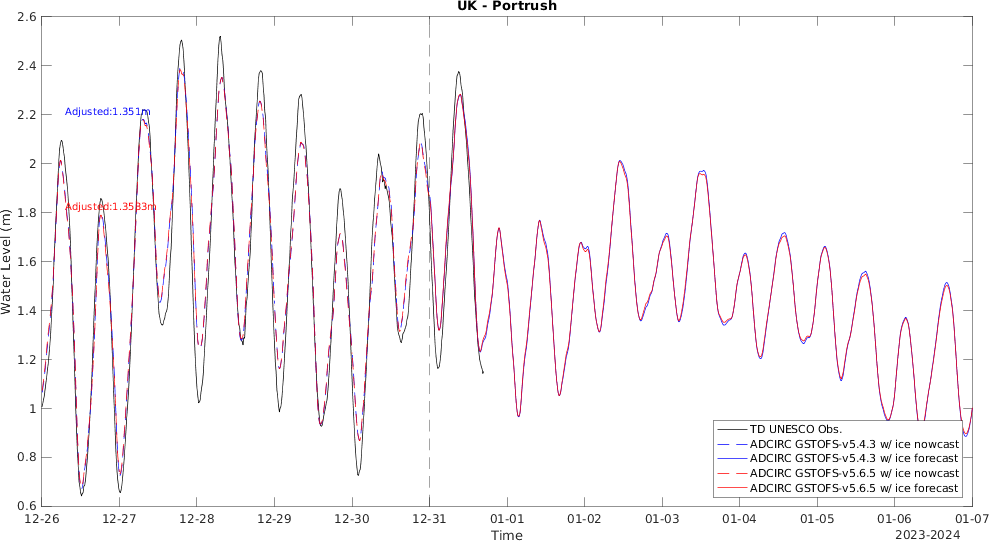 UK - Portrush
2.6
2.4
2.2
2
1.8
1.6
1.4
1.2
1
0.8
0.6
Water Level (m)
Adjusted:1.351m
Adjusted:1.3583m
TD UNESCO Obs.
ADCIRC GSTOFS-v5.4.3 w/ ice nowcast
ADCIRC GSTOFS-v5.4.3 w/ ice forecast
ADCIRC GSTOFS-v5.6.5 w/ ice nowcast
ADCIRC GSTOFS-v5.6.5 w/ ice forecast
12-26 12-27 12-28 12-29 12-30 12-31 01-01 01-02 01-03 01-04 01-05 01-06 01-07
Time
2023-2024